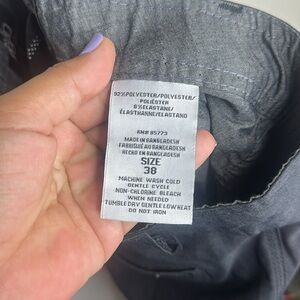 92%POLYESTER/POLYESTER/
POLIÉSTER
8%ELASTANE/
ÉLASTHANNE/ELASTANO
RN# 85773
MADE IN BANGLADESH
FABRIQUÉ AU BANGLADESH
HECHO EN BANGLADESH
SIZE
38
MACHINE WASH COLD
GENTLE CYCLE
NON-CHLORINE BLEACH
WHEN NEEDED
TUMBLE DRY GENTLE LOW HEAT
DO NOT IRON